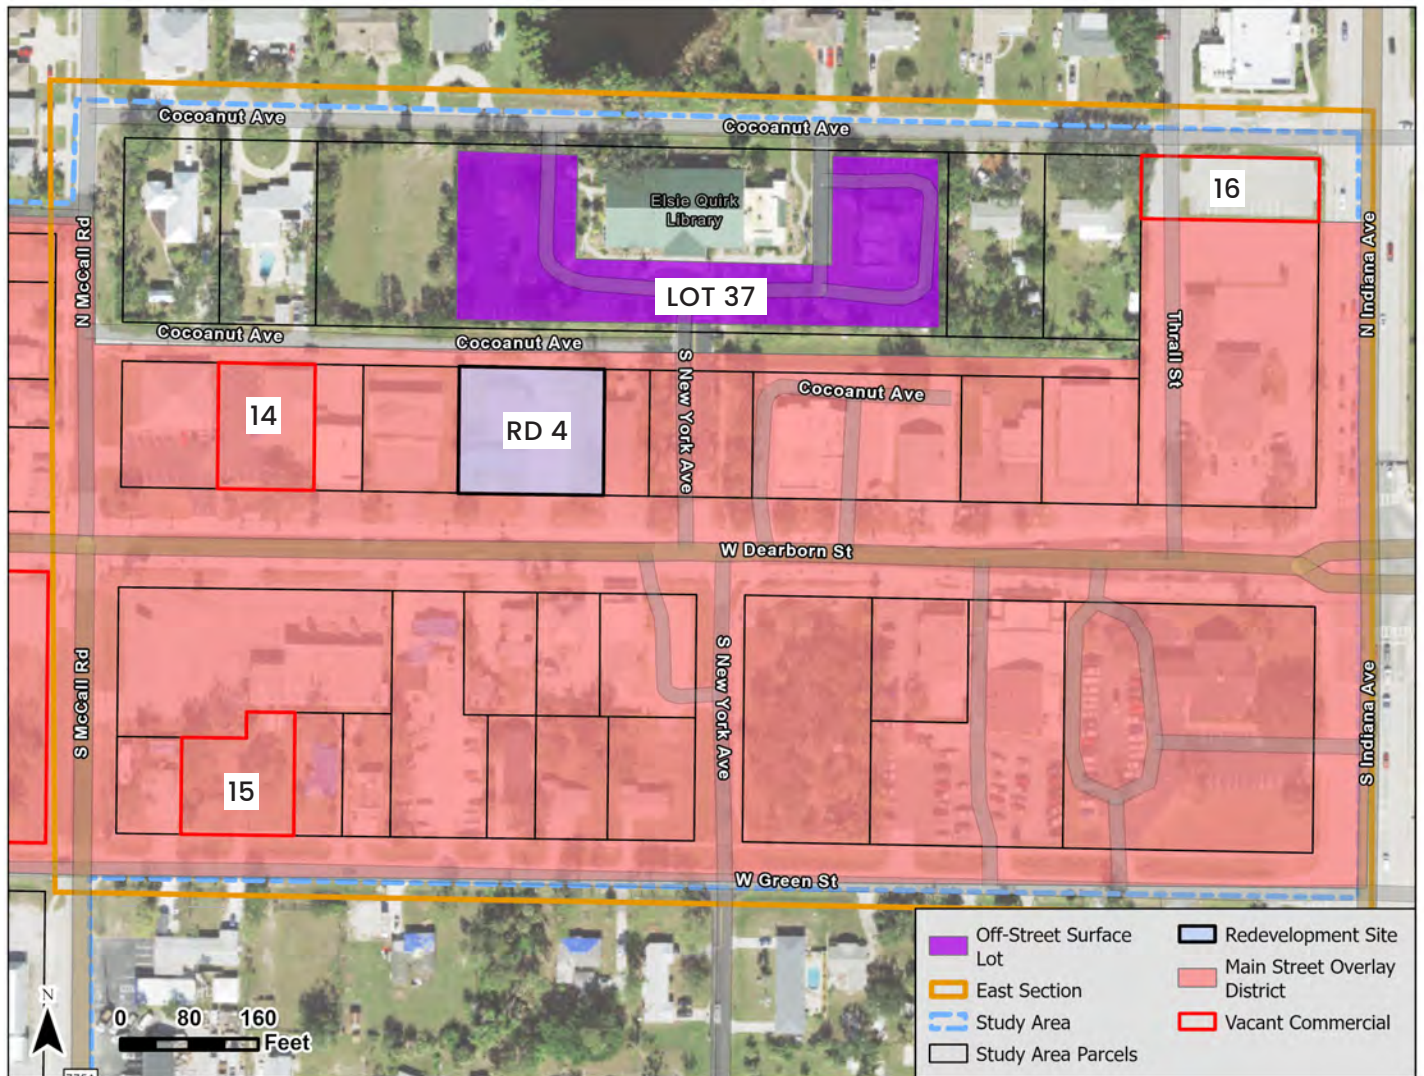 Cocoanut Ave
Cocoanut Ave
Elsie Quirk
Library
16
N McCall Rd
N Indiana Ave
LOT 37
Thrall St
Cocoanut Ave
Cocoanut Ave
S New York Ave
Cocoanut Ave
14
RD 4
W Dearborn St
S McCall Rd
S New York Ave
S Indiana Ave
15
W Green St
N
0 80 160
Feet
Off-Street Surface
Lot
East Section
Study Area
Study Area Parcels
Redevelopment Site
Main Street Overlay
District
Vacant Commercial